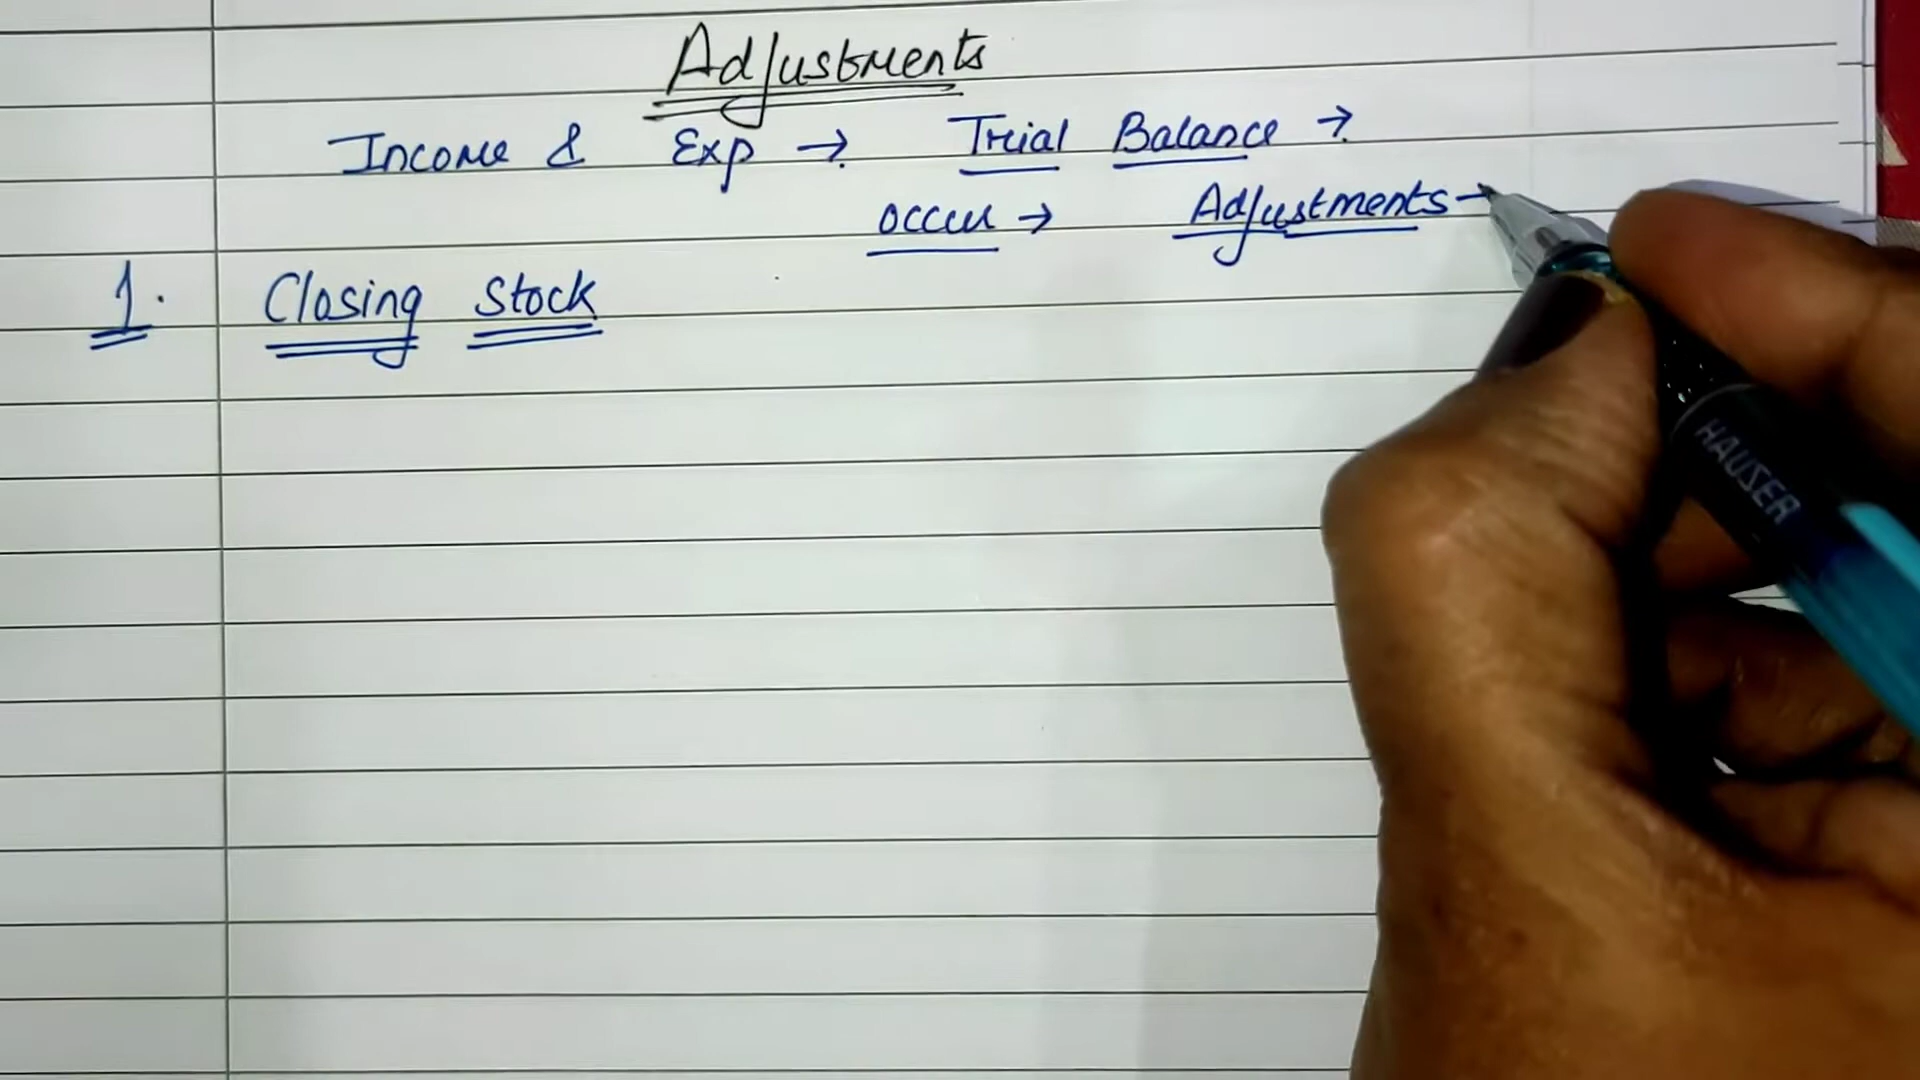 Adjustments
Income & Exp → Trial Balance →
occur → Adjustments →
1. Closing Stock
HAUSER